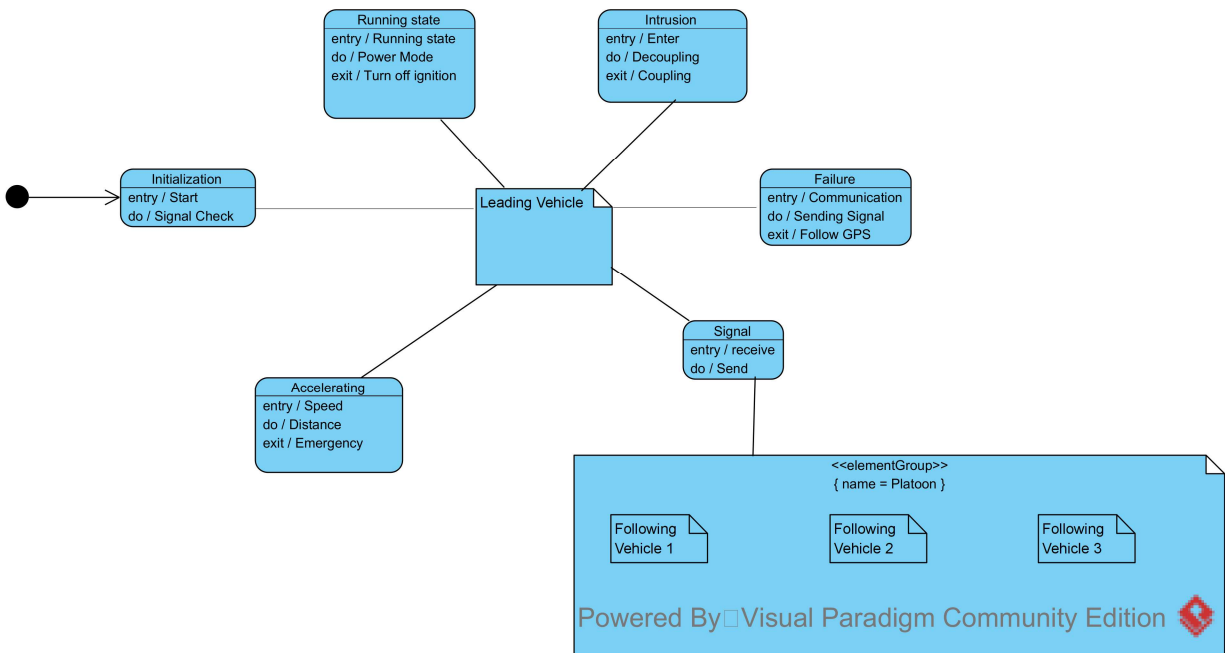 Running state
entry / Running state
do / Power Mode
exit / Turn off ignition
Intrusion
entry / Enter
do / Decoupling
exit / Coupling
Initialization
entry / Start
do / Signal Check
Leading Vehicle
Failure
entry / Communication
do / Sending Signal
exit / Follow GPS
Signal
entry / receive
do / Send
Accelerating
entry / Speed
do / Distance
exit / Emergency
<<elementGroup>>
{ name = Platoon }
Following
Vehicle 1
Following
Vehicle 2
Following
Vehicle 3
Powered By□Visual Paradigm Community Edition